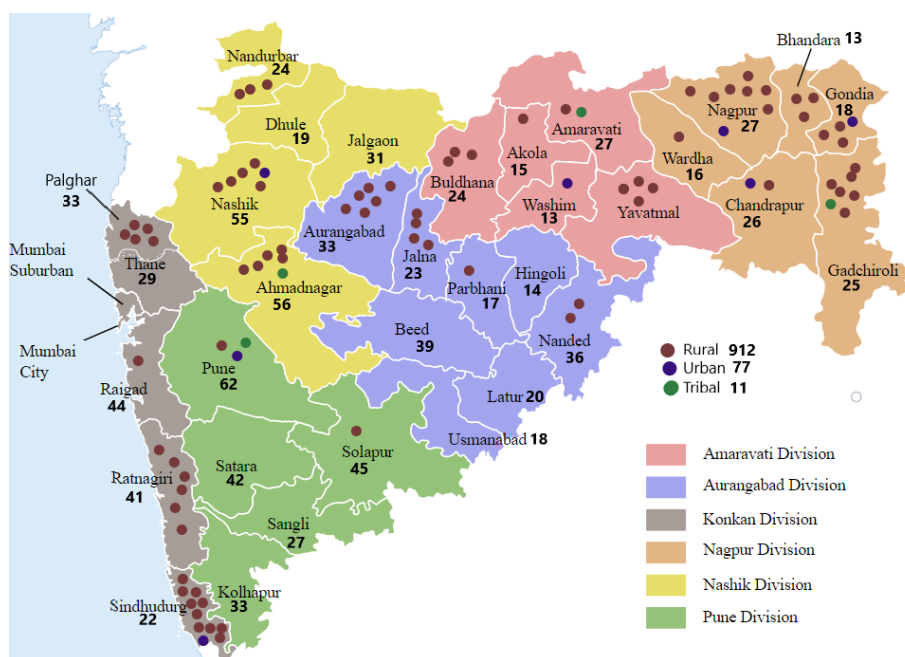 Nandurbar
24
Bhandara 13
Dhule
19
Jalgaon
31
Amaravati
27
Nagpur
27
Gondia
18
Akola
15
Wardha
16
Buldhana
24
Washim
13
Yavatmal
Chandrapur
26
Gadchiroli
25
Palghar
33
Nashik
55
Aurangabad
33
Jalna
23
Parbhani
17
Hingoli
14
Nanded
36
Mumbai
Suburban
Thane
29
Ahmadnagar
56
Beed
39
Mumbai
City
Pune
62
Raigad
44
Latur 20
Usmanabad 18
Solapur
45
Satara
42
Ratnagiri
41
Sangli
27
Kolhapur
33
Sindhudurg
22
Rural 912
Urban 77
Tribal 11
Amaravati Division
Aurangabad Division
Konkan Division
Nagpur Division
Nashik Division
Pune Division